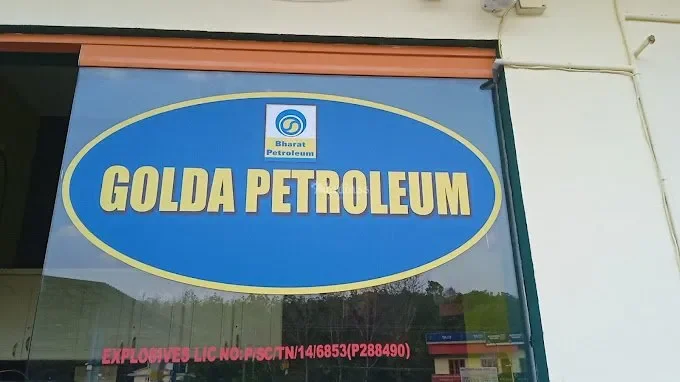 Bharat
Petroleum
GOLDA PETROLEUM
EXPLOSIVES LIC NO:P/SC/TN/14/6853(P288490)